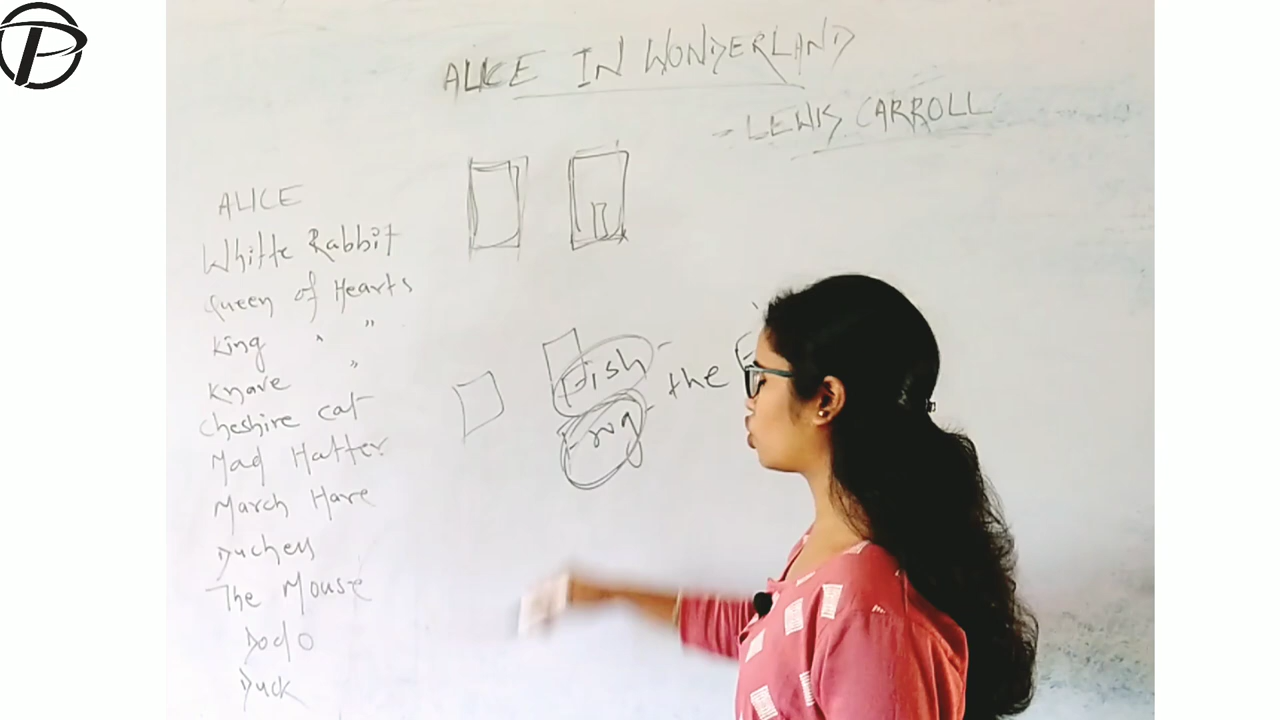 ALICE IN WONDERLAND
- LEWIS CARROLL
ALICE
White Rabbit
Queen of Hearts
King " "
Knave "
Cheshire cat
Mad Hatter
March Hare
Duchess
The Mouse
Dodo
Duck
Fish -
Frog - the